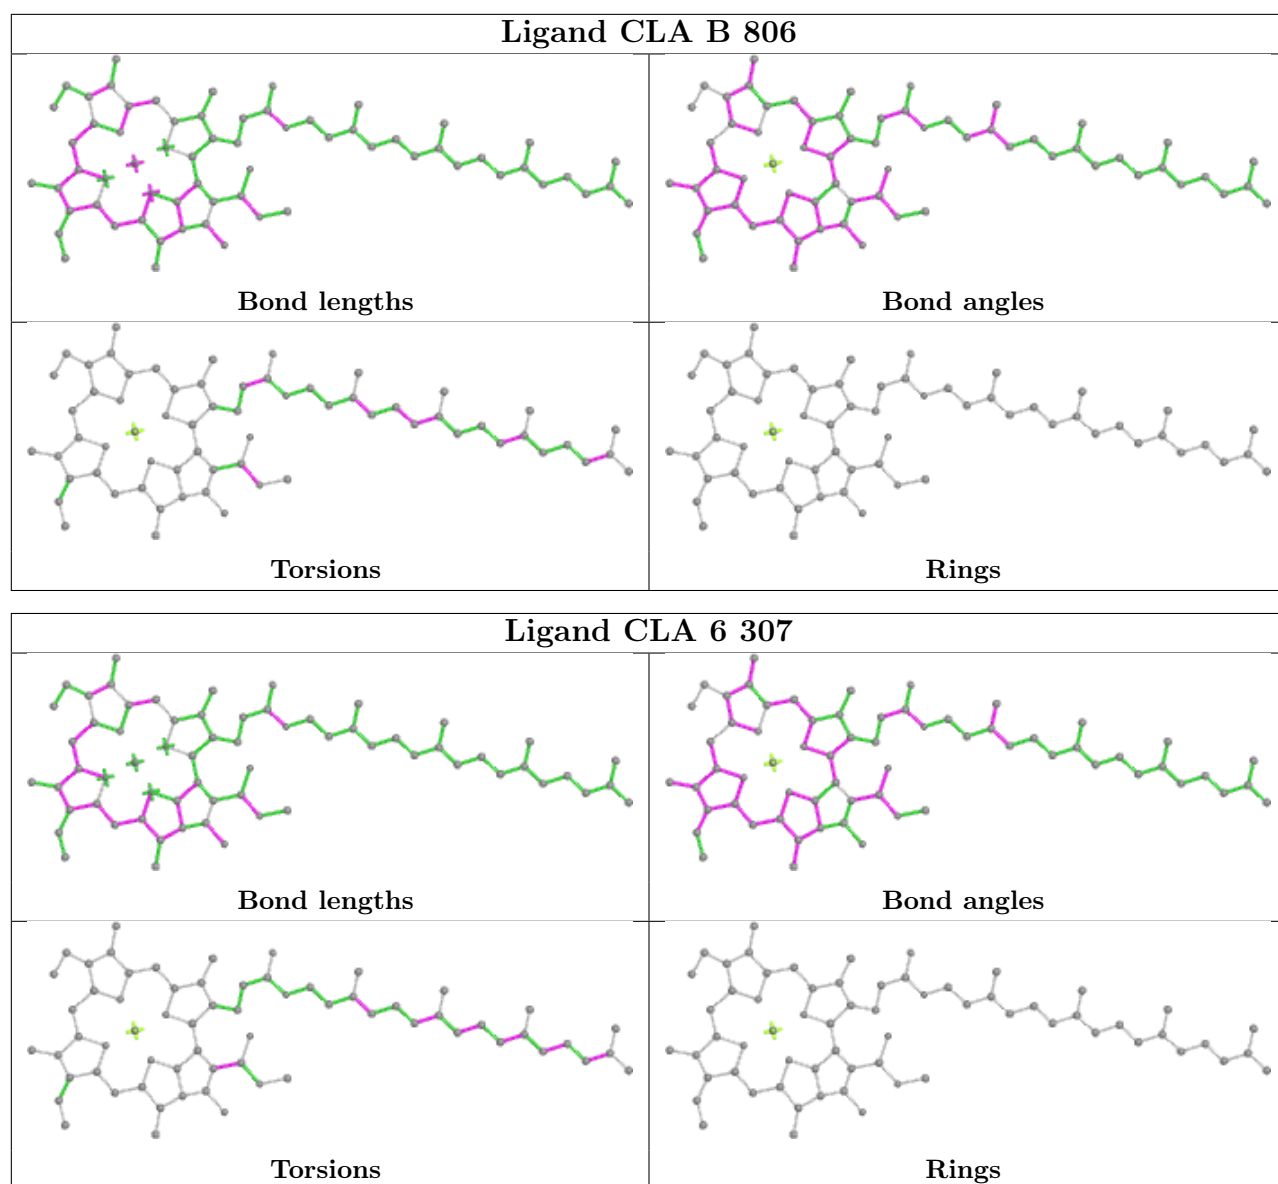 Ligand CLA B 806
Bond lengths
Bond angles
Torsions
Rings
Ligand CLA 6 307
Bond lengths
Bond angles
Torsions
Rings